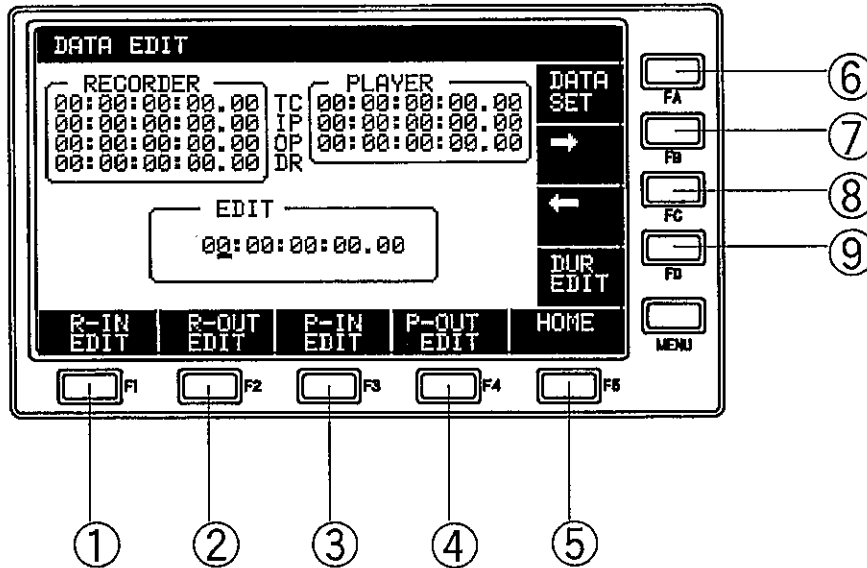 DATA EDIT
RECORDER
PLAYER
00:00:00:00.00 TC 00:00:00:00.00
00:00:00:00.00 IP 00:00:00:00.00
00:00:00:00.00 OP 00:00:00:00.00
00:00:00:00.00 DR
EDIT
00:00:00:00.00
DATA
SET
→
←
DUR
EDIT
R-IN
EDIT
R-OUT
EDIT
P-IN
EDIT
P-OUT
EDIT
HOME
FA
FB
FC
FD
MENU
F1
F2
F3
F4
F5
①
②
③
④
⑤
⑥
⑦
⑧
⑨